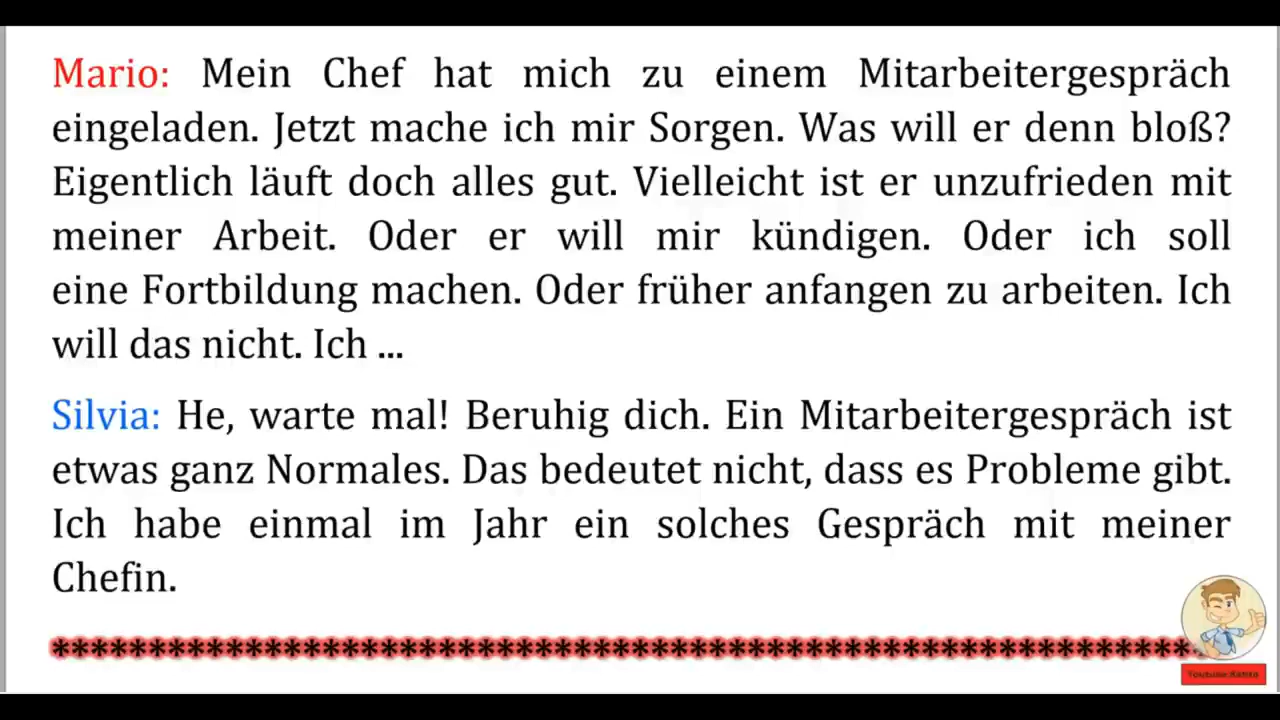 Mario: Mein Chef hat mich zu einem Mitarbeitergespräch
eingeladen. Jetzt mache ich mir Sorgen. Was will er denn bloß?
Eigentlich läuft doch alles gut. Vielleicht ist er unzufrieden mit
meiner Arbeit. Oder er will mir kündigen. Oder ich soll
eine Fortbildung machen. Oder früher anfangen zu arbeiten. Ich
will das nicht. Ich ...
Silvia: He, warte mal! Beruhig dich. Ein Mitarbeitergespräch ist
etwas ganz Normales. Das bedeutet nicht, dass es Probleme gibt.
Ich habe einmal im Jahr ein solches Gespräch mit meiner
Chefin.